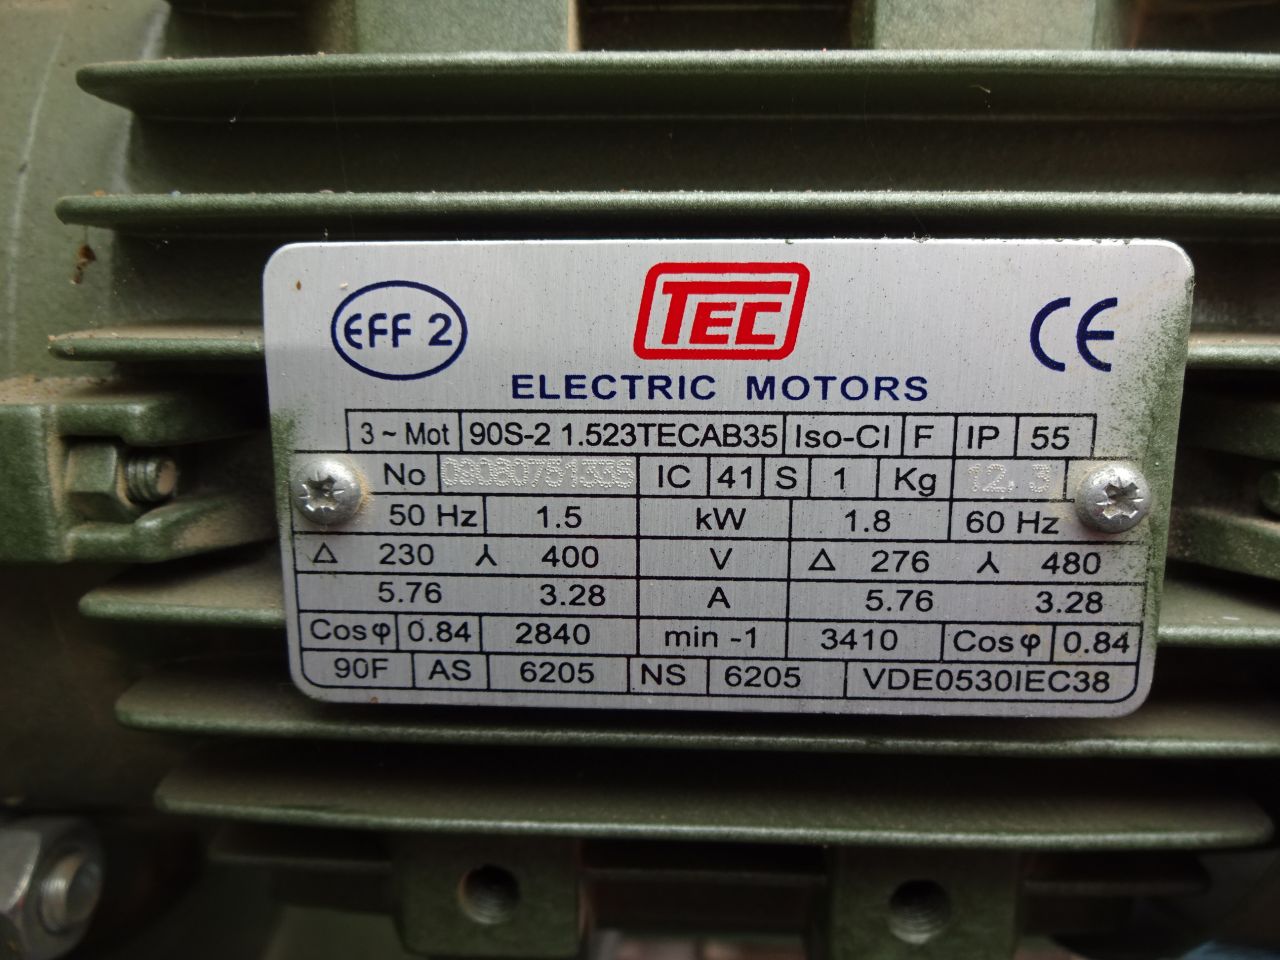 EFF 2
TEC
CE
ELECTRIC MOTORS
3 ~ Mot 90S-2 1.523TECAB35 Iso-Cl F IP 55
No IC 41 S 1 Kg 12.3
50 Hz 1.5 kW 1.8 60 Hz
△ 230 ⅄ 400 V △ 276 ⅄ 480
5.76 3.28 A 5.76 3.28
Cos φ 0.84 2840 min -1 3410 Cos φ 0.84
90F AS 6205 NS 6205 VDE0530IEC38